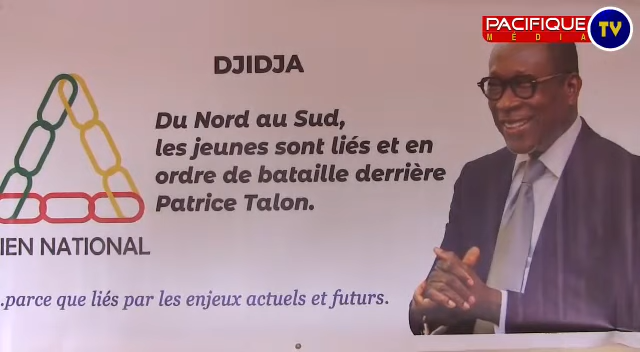 PACIFIQUE
MÉDIA
TV
DJIDJA
Du Nord au Sud,
les jeunes sont liés et en
ordre de bataille derrière
Patrice Talon.
IEN NATIONAL
..parce que liés par les enjeux actuels et futurs.